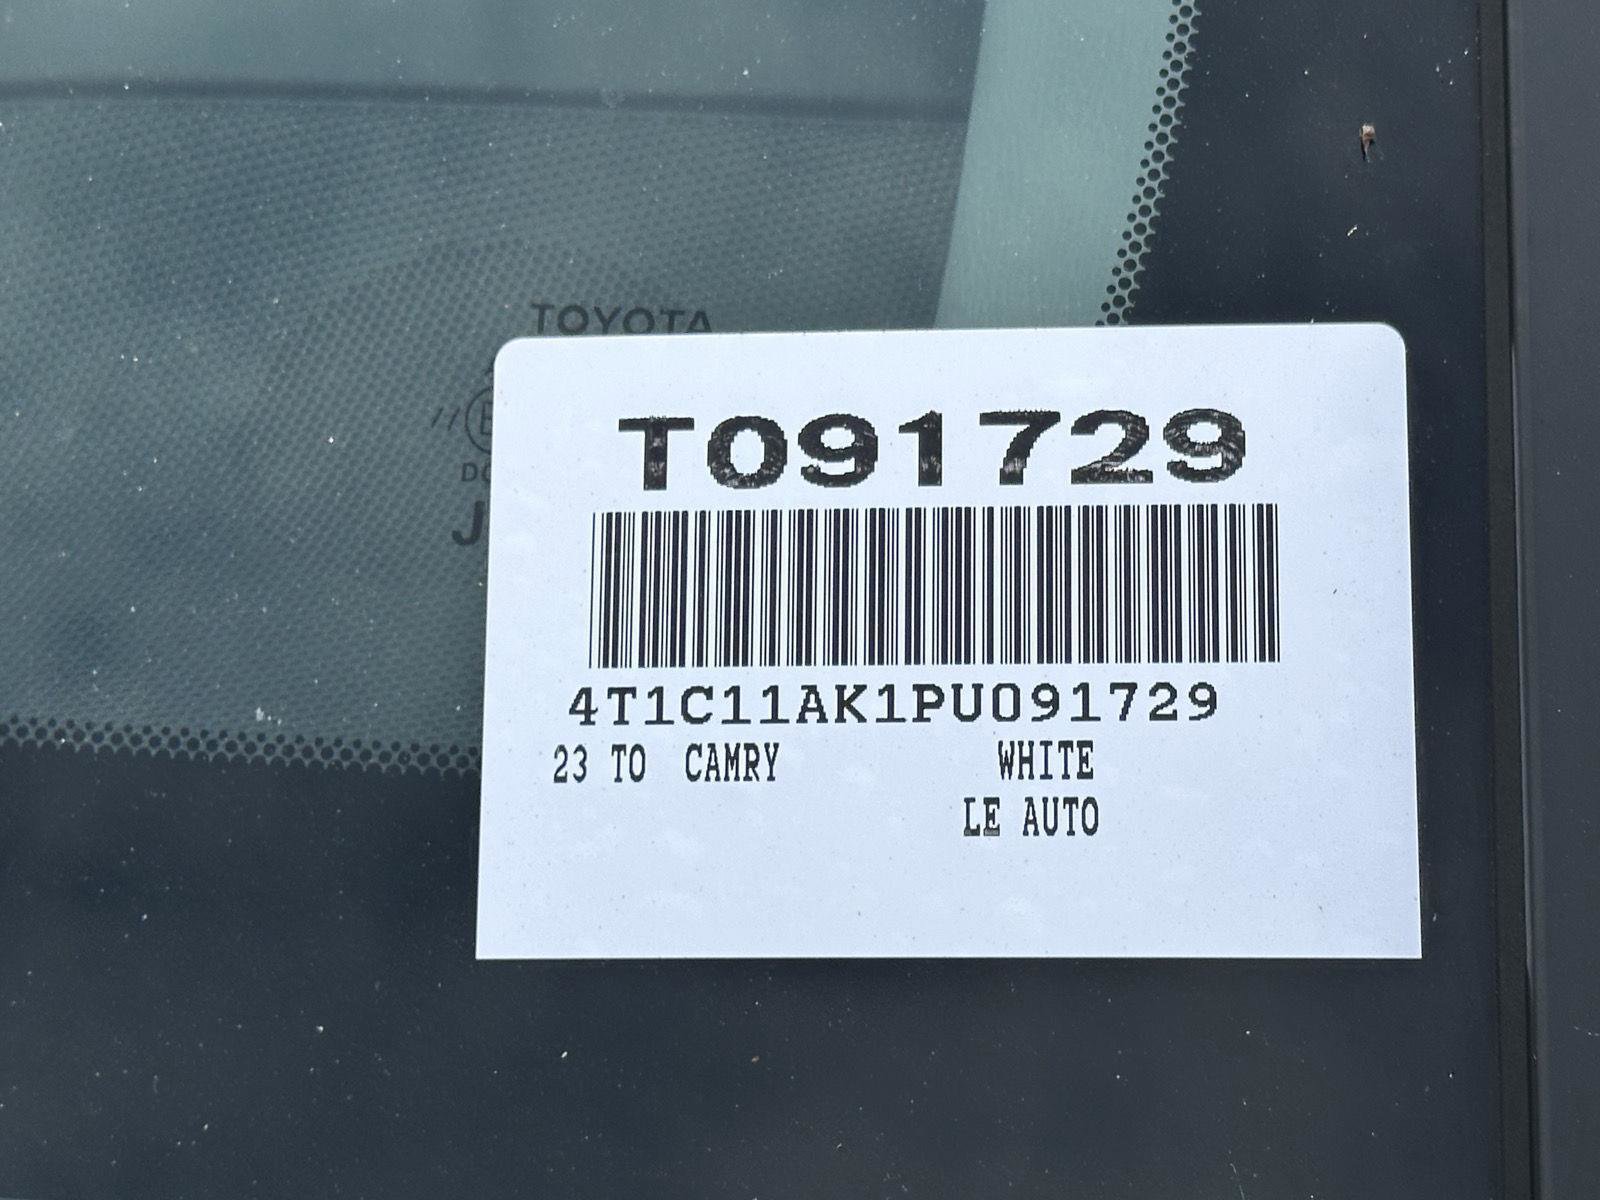 TOYOTA
T091729
4T1C11AK1PU091729
23 TO CAMRY WHITE
LE AUTO